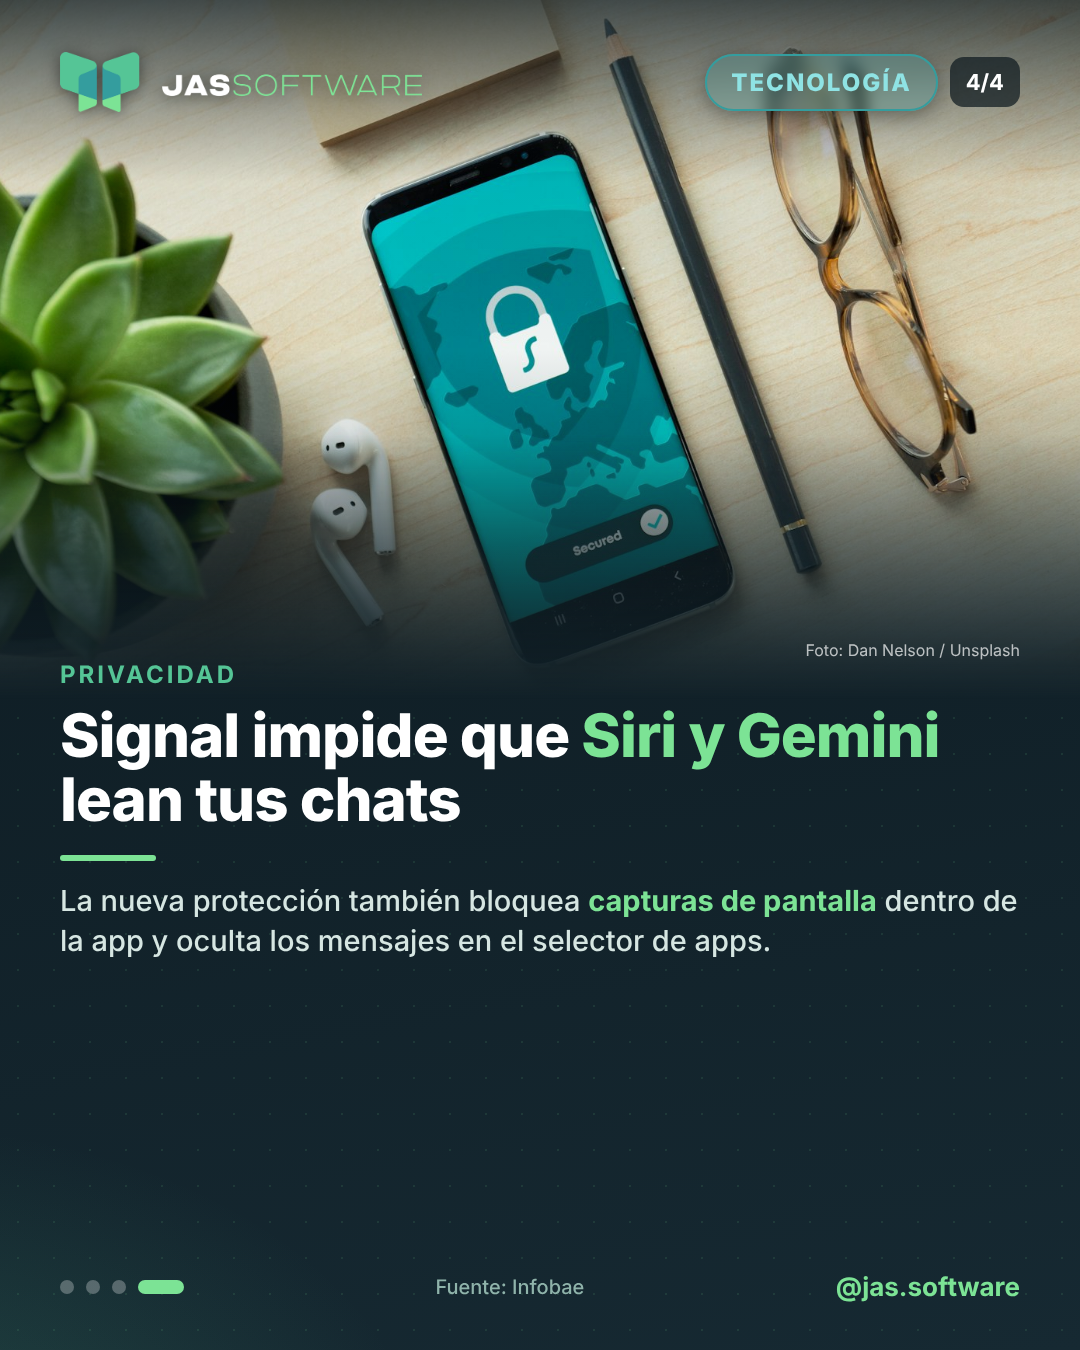 JASSOFTWARE
TECNOLOGÍA
4/4
Secured
Foto: Dan Nelson / Unsplash
PRIVACIDAD
Signal impide que Siri y Gemini
lean tus chats
La nueva protección también bloquea capturas de pantalla dentro de
la app y oculta los mensajes en el selector de apps.
Fuente: Infobae
@jas.software